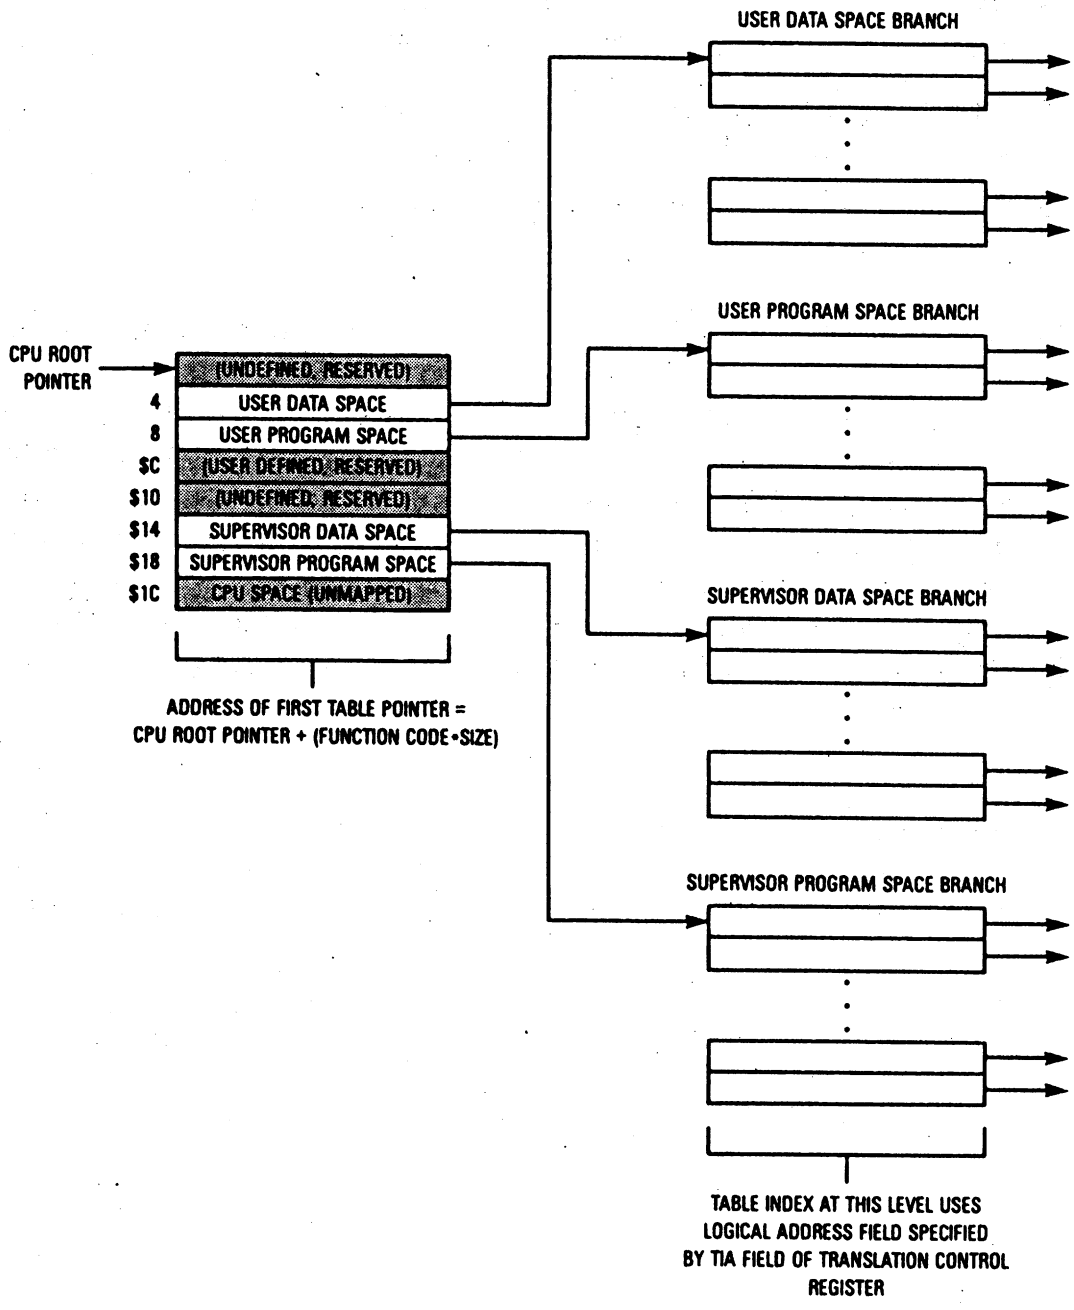 USER DATA SPACE BRANCH
USER PROGRAM SPACE BRANCH
CPU ROOT
POINTER
(UNDEFINED, RESERVED)
4 USER DATA SPACE
8 USER PROGRAM SPACE
$C (USER DEFINED, RESERVED)
$10 (UNDEFINED, RESERVED)
$14 SUPERVISOR DATA SPACE
$18 SUPERVISOR PROGRAM SPACE
$1C CPU SPACE (UNMAPPED)
SUPERVISOR DATA SPACE BRANCH
ADDRESS OF FIRST TABLE POINTER =
CPU ROOT POINTER + (FUNCTION CODE•SIZE)
SUPERVISOR PROGRAM SPACE BRANCH
TABLE INDEX AT THIS LEVEL USES
LOGICAL ADDRESS FIELD SPECIFIED
BY TIA FIELD OF TRANSLATION CONTROL
REGISTER